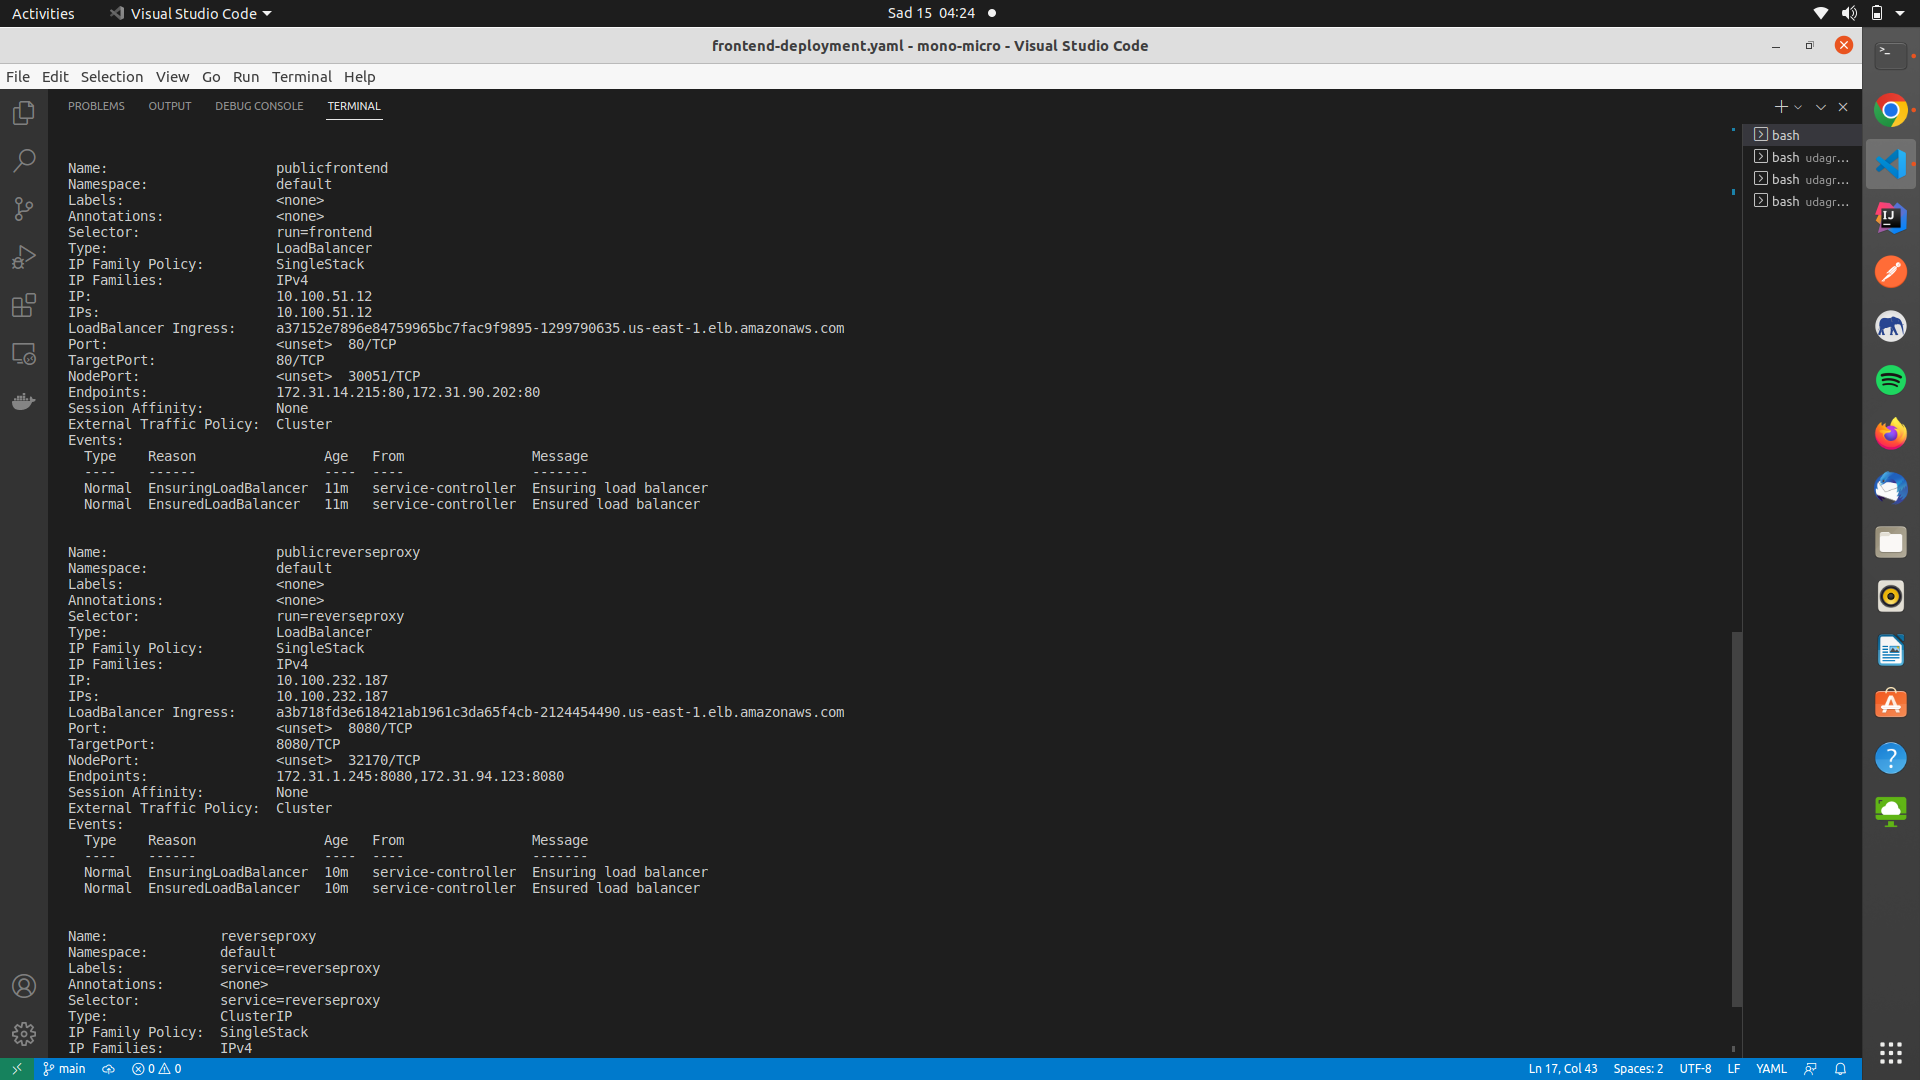 Activities Visual Studio Code Sad 15 04:24
frontend-deployment.yaml - mono-micro - Visual Studio Code
File Edit Selection View Go Run Terminal Help
PROBLEMS OUTPUT DEBUG CONSOLE TERMINAL
bash
bash udagr...
bash udagr...
bash udagr...
Name: publicfrontend
Namespace: default
Labels: <none>
Annotations: <none>
Selector: run=frontend
Type: LoadBalancer
IP Family Policy: SingleStack
IP Families: IPv4
IP: 10.100.51.12
IPs: 10.100.51.12
LoadBalancer Ingress: a37152e7896e84759965bc7fac9f9895-1299790635.us-east-1.elb.amazonaws.com
Port: <unset> 80/TCP
TargetPort: 80/TCP
NodePort: <unset> 30051/TCP
Endpoints: 172.31.14.215:80,172.31.90.202:80
Session Affinity: None
External Traffic Policy: Cluster
Events:
Type Reason Age From Message
---- ------ ---- ---- -------
Normal EnsuringLoadBalancer 11m service-controller Ensuring load balancer
Normal EnsuredLoadBalancer 11m service-controller Ensured load balancer
Name: publicreverseproxy
Namespace: default
Labels: <none>
Annotations: <none>
Selector: run=reverseproxy
Type: LoadBalancer
IP Family Policy: SingleStack
IP Families: IPv4
IP: 10.100.232.187
IPs: 10.100.232.187
LoadBalancer Ingress: a3b718fd3e618421ab1961c3da65f4cb-2124454490.us-east-1.elb.amazonaws.com
Port: <unset> 8080/TCP
TargetPort: 8080/TCP
NodePort: <unset> 32170/TCP
Endpoints: 172.31.1.245:8080,172.31.94.123:8080
Session Affinity: None
External Traffic Policy: Cluster
Events:
Type Reason Age From Message
---- ------ ---- ---- -------
Normal EnsuringLoadBalancer 10m service-controller Ensuring load balancer
Normal EnsuredLoadBalancer 10m service-controller Ensured load balancer
Name: reverseproxy
Namespace: default
Labels: service=reverseproxy
Annotations: <none>
Selector: service=reverseproxy
Type: ClusterIP
IP Family Policy: SingleStack
IP Families: IPv4
main 0 0 Ln 17, Col 43 Spaces: 2 UTF-8 LF YAML